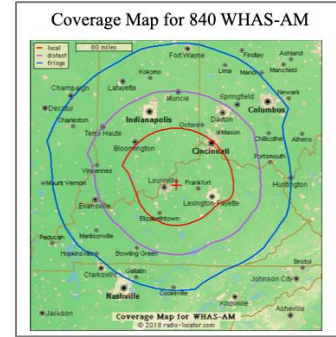 Coverage Map for 840 WHAS-AM
local
distant
fringe
80 miles
Fort Wayne
Findlay
Ashland
Kokomo
Lima
Marion
Mansfield
Champaign
Lafayette
Muncie
Springfield
Newark
Decatur
Indianapolis
Dayton
Columbus
Charleston
Terre Haute
Oxford
Mason
Chillicothe
Athens
Bloomington
Cincinnati
Portsmouth
Vincennes
Mount Vernon
Louisville
Frankfort
Huntington
Evansville
Lexington-Fayette
Elizabethtown
Paducah
Madisonville
Hopkinsville
Bowling Green
Bristol
Clarksville
Gallatin
Johnson City
Nashville
Cookeville
Knoxville
Asheville
Jackson
Coverage Map for WHAS-AM
© 2018 radio-locator.com